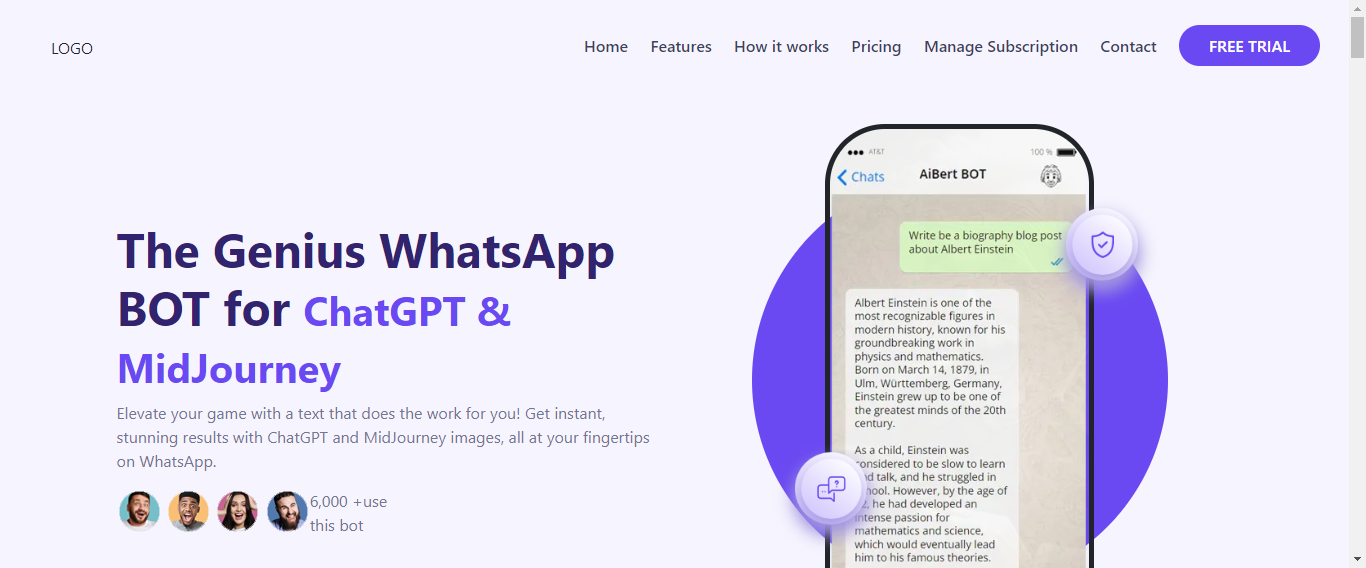 LOGO
Home Features How it works Pricing Manage Subscription Contact FREE TRIAL
The Genius WhatsApp
BOT for ChatGPT &
MidJourney
Elevate your game with a text that does the work for you! Get instant,
stunning results with ChatGPT and MidJourney images, all at your fingertips
on WhatsApp.
6,000 +use
this bot
AT&T 100 %
Chats AiBert BOT
Write be a biography blog post
about Albert Einstein
Albert Einstein is one of the
most recognizable figures in
modern history, known for his
groundbreaking work in
physics and mathematics.
Born on March 14, 1879, in
Ulm, Württemberg, Germany,
Einstein grew up to be one of
the greatest minds of the 20th
century.
As a child, Einstein was
considered to be slow to learn
talk, and he struggled in
However, by the age of
he had developed an
intense passion for
mathematics and science,
which would eventually lead
him to his famous theories.